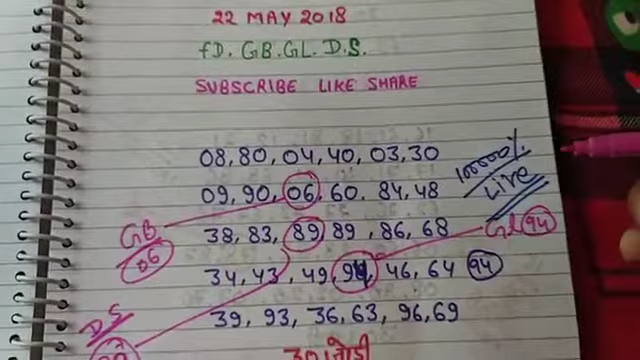 22 MAY 2018
FD. GB. GL. D.S.
SUBSCRIBE LIKE SHARE
08, 80, 04, 40, 03, 30
100000%
Live
09, 90, 06, 60. 84, 48
GB
06
38, 83, 89 89, 86, 68
GL 94
34, 43, 49, 94, 46, 64 94
DS
39, 93, 36, 63, 96, 69
30 जोड़ी